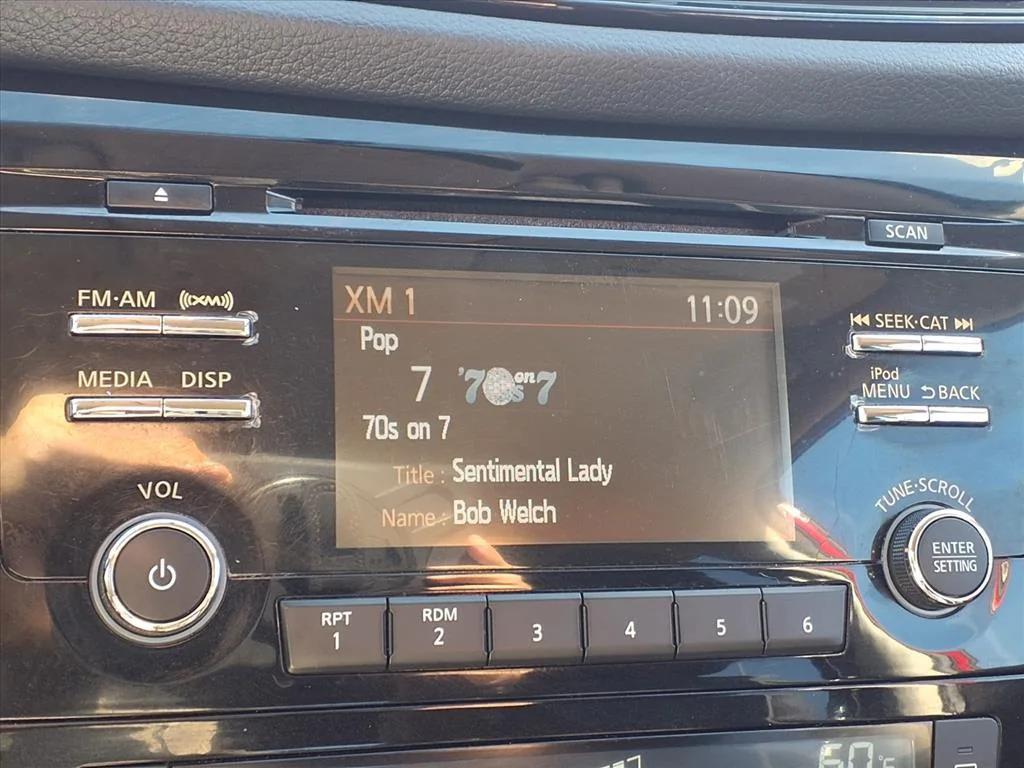 SCAN
FM·AM ((XM))
MEDIA DISP
VOL
XM 1 11:09
Pop
7 '70s on 7
70s on 7
Title : Sentimental Lady
Name : Bob Welch
SEEK·CAT
iPod
MENU BACK
TUNE·SCROLL
ENTER
SETTING
RPT
1
RDM
2
3
4
5
6
60°F